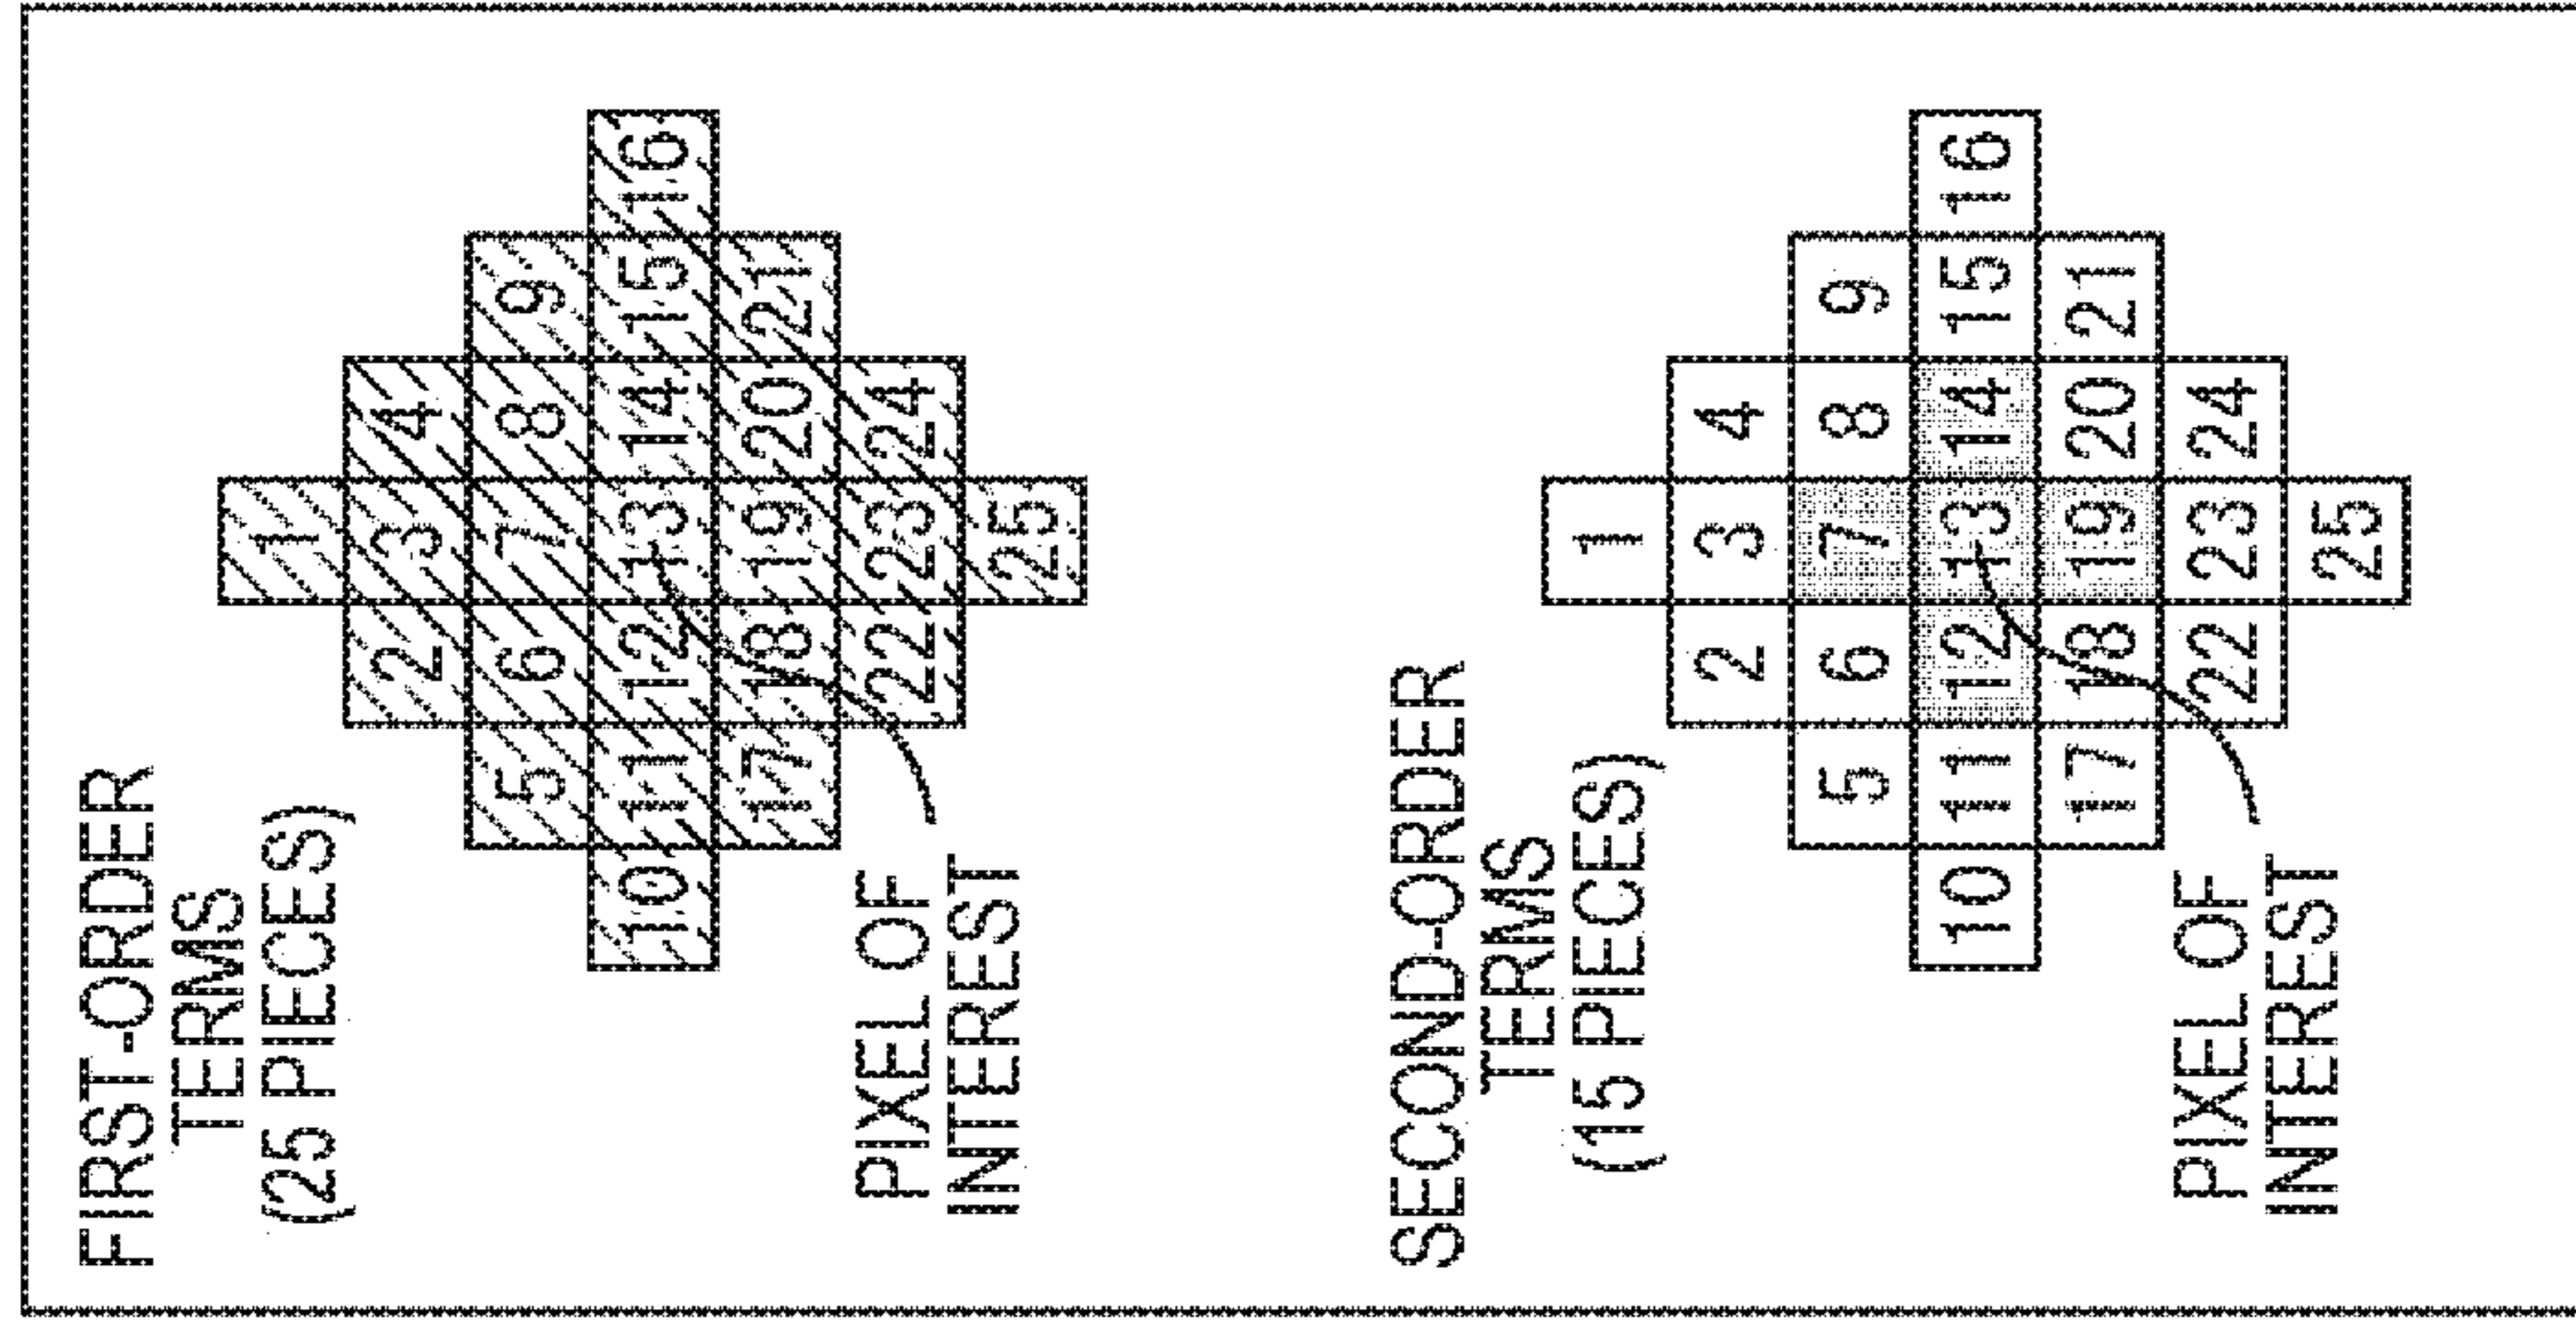 FIRST-ORDER
TERMS
(25 PIECES)
1
2 3 4
5 6 7 8 9
10 11 12 13 14 15 16
17 18 19 20 21
22 23 24
25
PIXEL OF
INTEREST
SECOND-ORDER
TERMS
(15 PIECES)
1
2 3 4
5 6 7 8 9
10 11 12 13 14 15 16
17 18 19 20 21
22 23 24
25
PIXEL OF
INTEREST